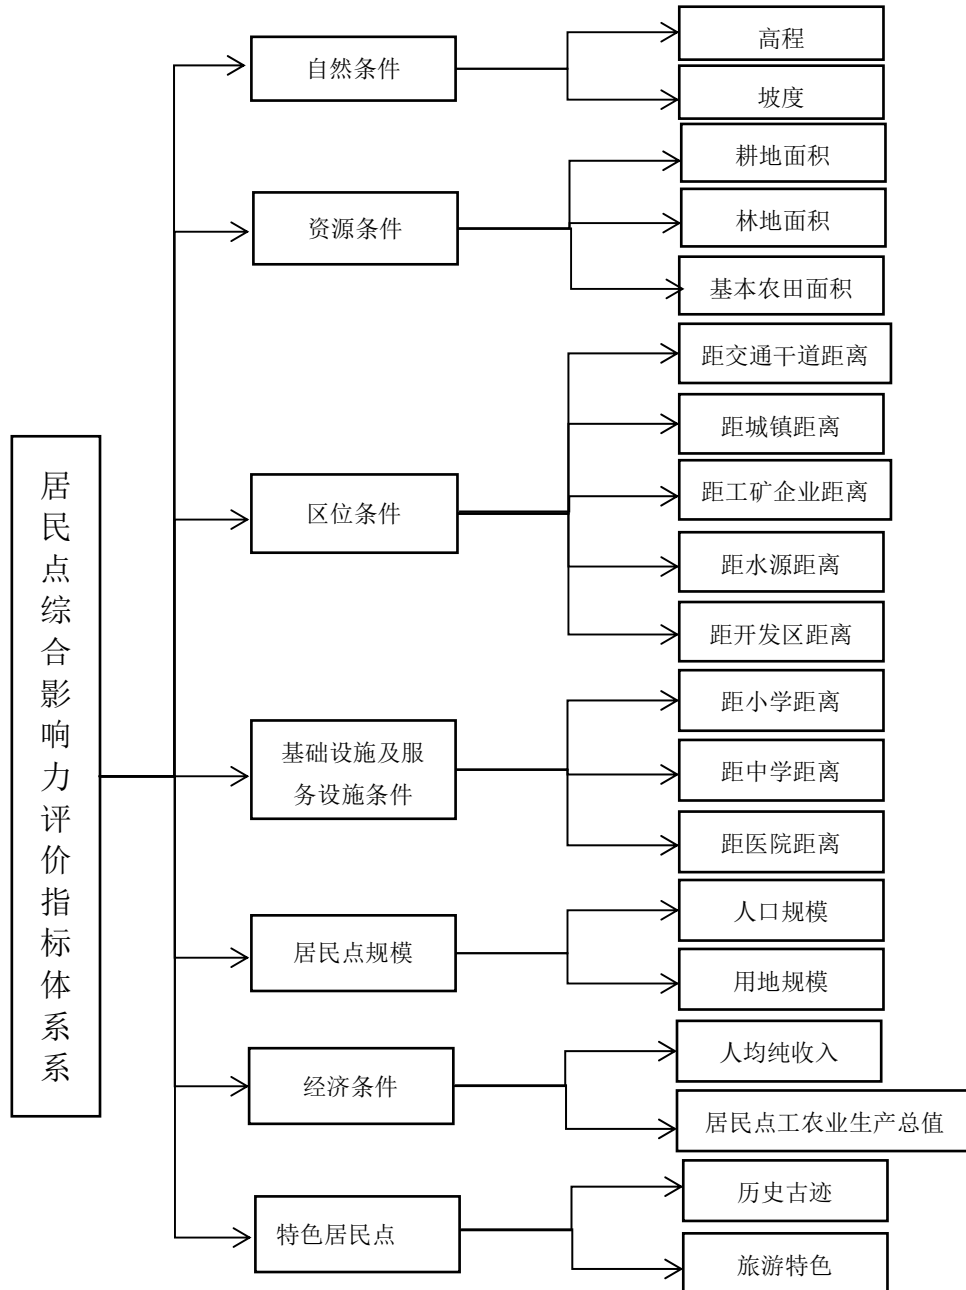 居民点综合影响力评价指标体系系
自然条件
高程
坡度
资源条件
耕地面积
林地面积
基本农田面积
区位条件
距交通干道距离
距城镇距离
距工矿企业距离
距水源距离
距开发区距离
基础设施及服
务设施条件
距小学距离
距中学距离
距医院距离
居民点规模
人口规模
用地规模
经济条件
人均纯收入
居民点工农业生产总值
特色居民点
历史古迹
旅游特色